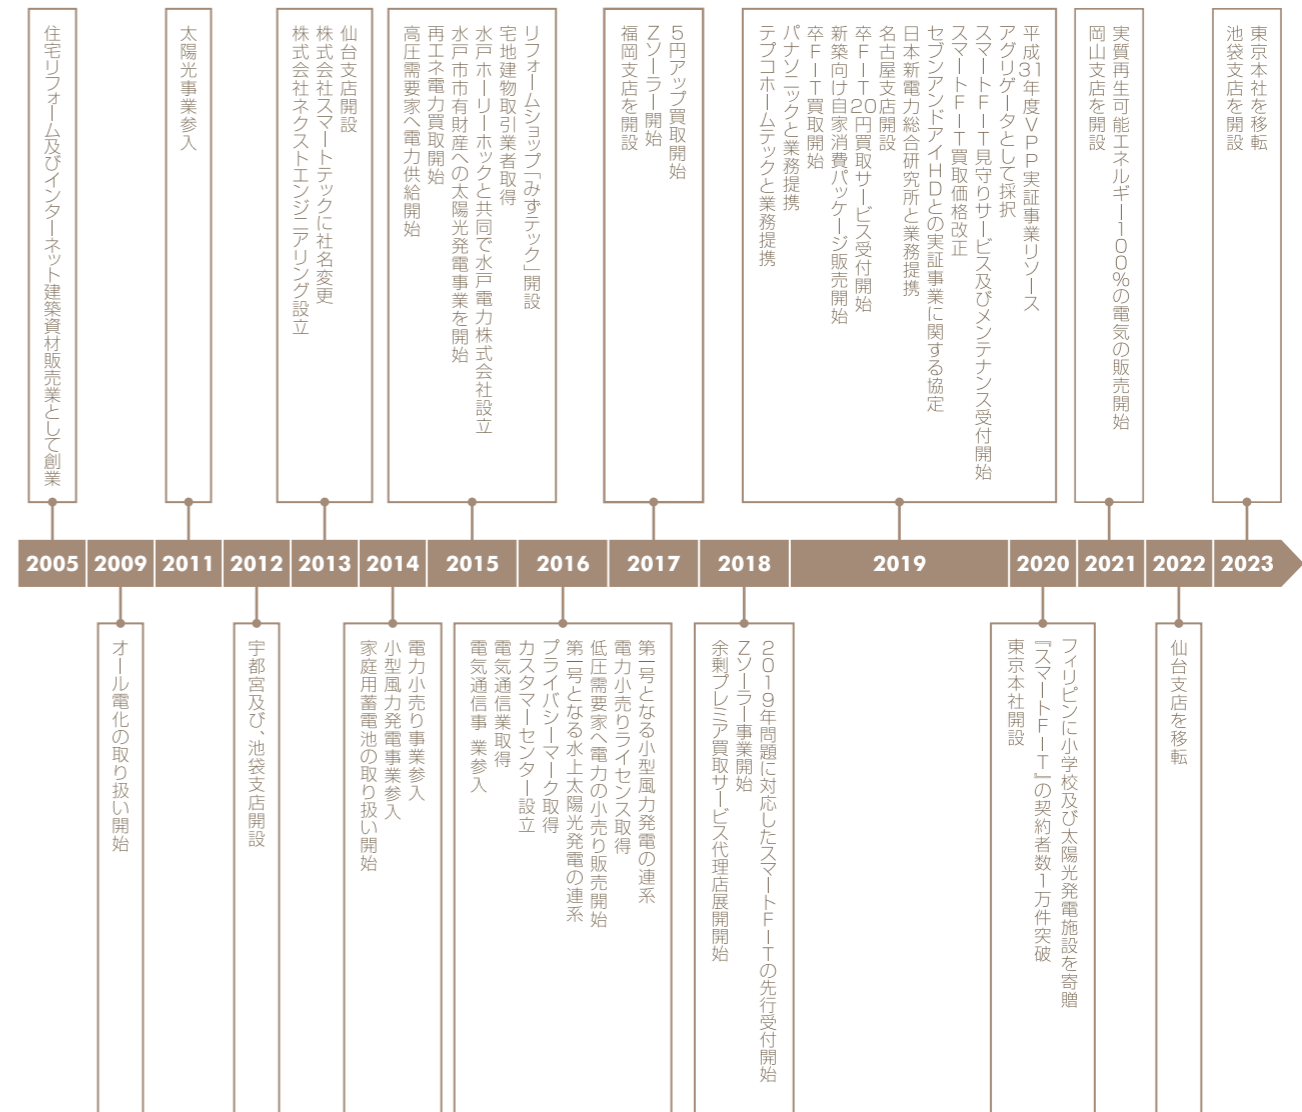 住宅リフォーム及びインターネット建築資材販売業として創業
太陽光事業参入
仙台支店開設
株式会社スマートテックに社名変更
株式会社ネクストエンジニアリング設立
リフォームショップ「みずテック」開設
宅地建物取引業者取得
水戸ホーリーホックと共同で水戸電力株式会社設立
水戸市市有財産への太陽光発電事業を開始
再エネ電力買取開始
高圧需要家へ電力供給開始
5円アップ買取開始
Zソーラー開始
福岡支店を開設
平成31年度VPP実証事業リソース
アグリゲータとして採択
スマートFIT見守りサービス及びメンテナンス受付開始
スマートFIT買取価格改正
セブンアンドアイHDとの実証事業に関する協定
日本新電力総合研究所と業務提携
名古屋支店開設
卒FIT20円買取サービス受付開始
新築向け自家消費パッケージ販売開始
卒FIT買取開始
パナソニックと業務提携
テプコホームテックと業務提携
実質再生可能エネルギー100%の電気の販売開始
岡山支店を開設
東京本社を移転
池袋支店を開設
2005 2009 2011 2012 2013 2014 2015 2016 2017 2018 2019 2020 2021 2022 2023
オール電化の取り扱い開始
宇都宮及び、池袋支店開設
電力小売り事業参入
小型風力発電事業参入
家庭用蓄電池の取り扱い開始
第一号となる小型風力発電の連系
電力小売りライセンス取得
低圧需要家へ電力の小売り販売開始
第一号となる水上太陽光発電の連系
プライバシーマーク取得
カスタマーセンター設立
電気通信業取得
電気通信事 業参入
2019年問題に対応したスマートFITの先行受付開始
Zソーラー事業開始
余剰プレミア買取サービス代理店展開開始
フィリピンに小学校及び太陽光発電施設を寄贈
『スマートFIT』の契約者数1万件突破
東京本社開設
仙台支店を移転